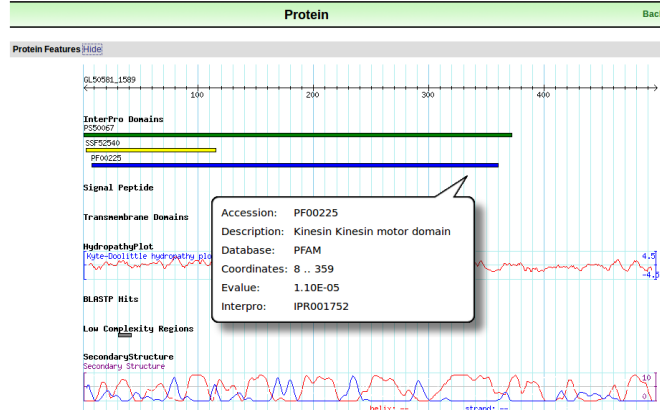 Protein
Bac
Protein Features Hide
GL50581_1589
100 200 300 400
InterPro Domains
PS50067
SSF52540
PF00225
Signal Peptide
Transmembrane Domains
Accession: PF00225
Description: Kinesin Kinesin motor domain
Database: PFAM
Coordinates: 8 .. 359
Evalue: 1.10E-05
Interpro: IPR001752
HydropathyPlot
Kyte-Doolittle hydropathy plo
4.5
-4.5
BLASTP Hits
Low Complexity Regions
SecondaryStructure
Secondary Structure
10
0
helix: -- strand: --